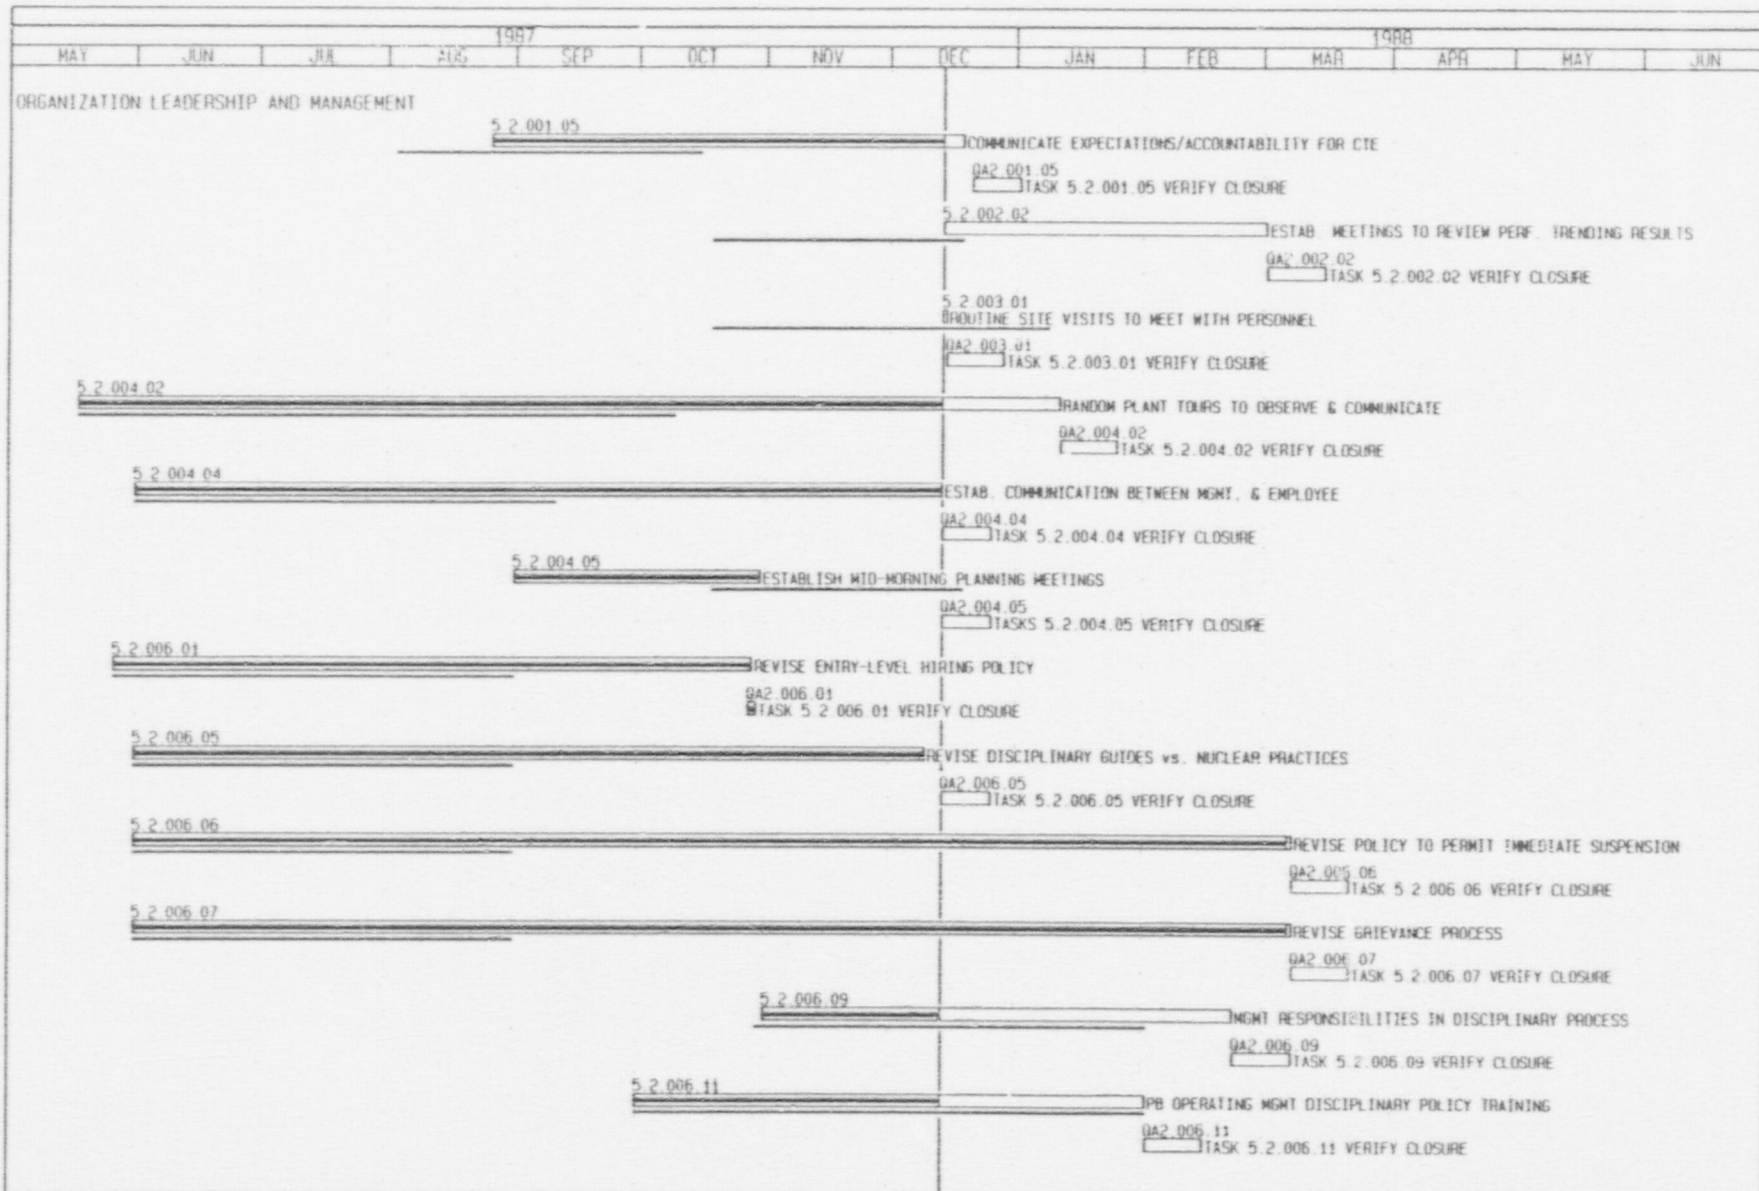 1987 1988
MAY JUN JUL AUG SEP OCT NOV DEC JAN FEB MAR APR MAY JUN
ORGANIZATION LEADERSHIP AND MANAGEMENT
5.2.001.05
COMMUNICATE EXPECTATIONS/ACCOUNTABILITY FOR CTE
QA2.001.05
TASK 5.2.001.05 VERIFY CLOSURE
5.2.002.02
ESTAB. MEETINGS TO REVIEW PERF. TRENDING RESULTS
QA2.002.02
TASK 5.2.002.02 VERIFY CLOSURE
5.2.003.01
ROUTINE SITE VISITS TO MEET WITH PERSONNEL
QA2.003.01
TASK 5.2.003.01 VERIFY CLOSURE
5.2.004.02
RANDOM PLANT TOURS TO OBSERVE & COMMUNICATE
QA2.004.02
TASK 5.2.004.02 VERIFY CLOSURE
5.2.004.04
ESTAB. COMMUNICATION BETWEEN MGMT. & EMPLOYEE
QA2.004.04
TASK 5.2.004.04 VERIFY CLOSURE
5.2.004.05
ESTABLISH MID-MORNING PLANNING MEETINGS
QA2.004.05
TASKS 5.2.004.05 VERIFY CLOSURE
5.2.006.01
REVISE ENTRY-LEVEL HIRING POLICY
QA2.006.01
TASK 5.2.006.01 VERIFY CLOSURE
5.2.006.05
REVISE DISCIPLINARY GUIDES vs. NUCLEAR PRACTICES
QA2.006.05
TASK 5.2.006.05 VERIFY CLOSURE
5.2.006.06
REVISE POLICY TO PERMIT IMMEDIATE SUSPENSION
QA2.006.06
TASK 5.2.006.06 VERIFY CLOSURE
5.2.006.07
REVISE GRIEVANCE PROCESS
QA2.006.07
TASK 5.2.006.07 VERIFY CLOSURE
5.2.006.09
MGMT RESPONSIBILITIES IN DISCIPLINARY PROCESS
QA2.006.09
TASK 5.2.006.09 VERIFY CLOSURE
5.2.006.11
PB OPERATING MGMT DISCIPLINARY POLICY TRAINING
QA2.006.11
TASK 5.2.006.11 VERIFY CLOSURE